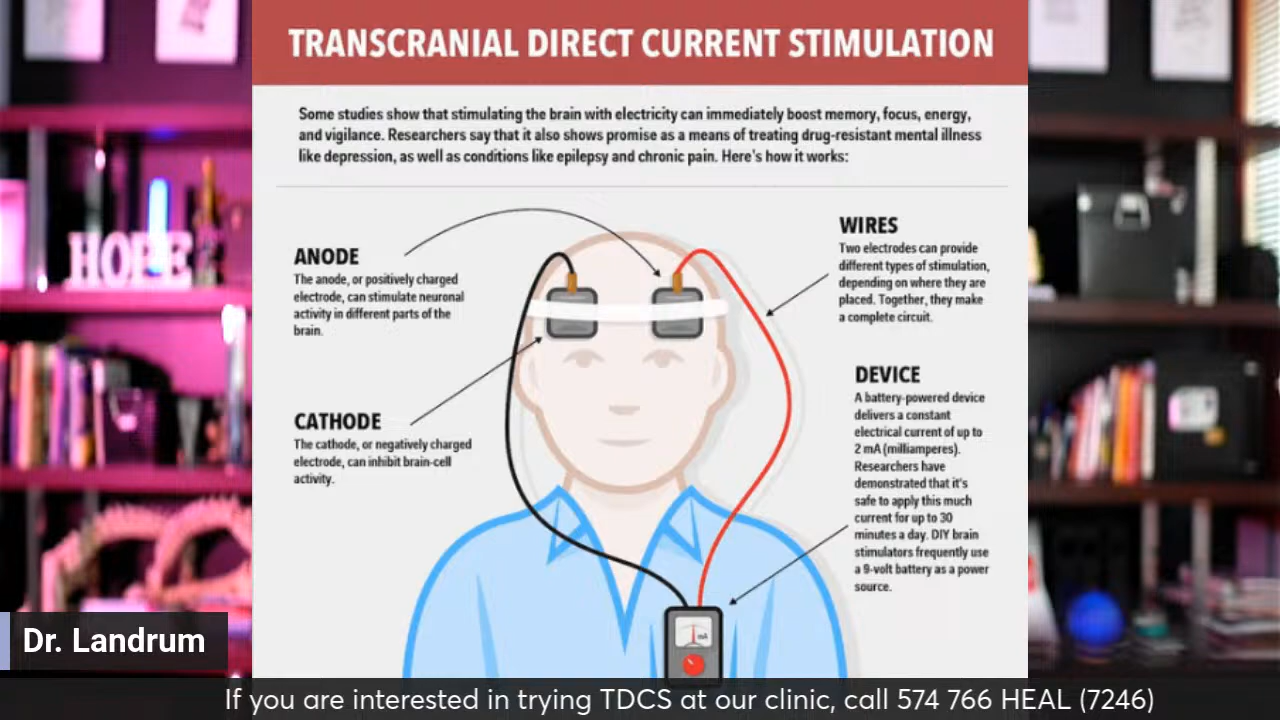 TRANSCRANIAL DIRECT CURRENT STIMULATION
Some studies show that stimulating the brain with electricity can immediately boost memory, focus, energy,
and vigilance. Researchers say that it also shows promise as a means of treating drug-resistant mental illness
like depression, as well as conditions like epilepsy and chronic pain. Here's how it works:
ANODE
The anode, or positively charged
electrode, can stimulate neuronal
activity in different parts of the
brain.
CATHODE
The cathode, or negatively charged
electrode, can inhibit brain-cell
activity.
WIRES
Two electrodes can provide
different types of stimulation,
depending on where they are
placed. Together, they make
a complete circuit.
DEVICE
A battery-powered device
delivers a constant
electrical current of up to
2 mA (milliamperes).
Researchers have
demonstrated that it's
safe to apply this much
current for up to 30
minutes a day. DIY brain
stimulators frequently use
a 9-volt battery as a power
source.
mA
HOPE
Dr. Landrum
If you are interested in trying TDCS at our clinic, call 574 766 HEAL (7246)